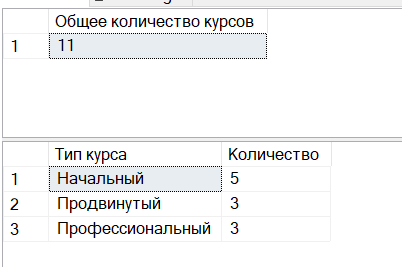 Общее количество курсов
1 11
Тип курса Количество
1 Начальный 5
2 Продвинутый 3
3 Профессиональный 3